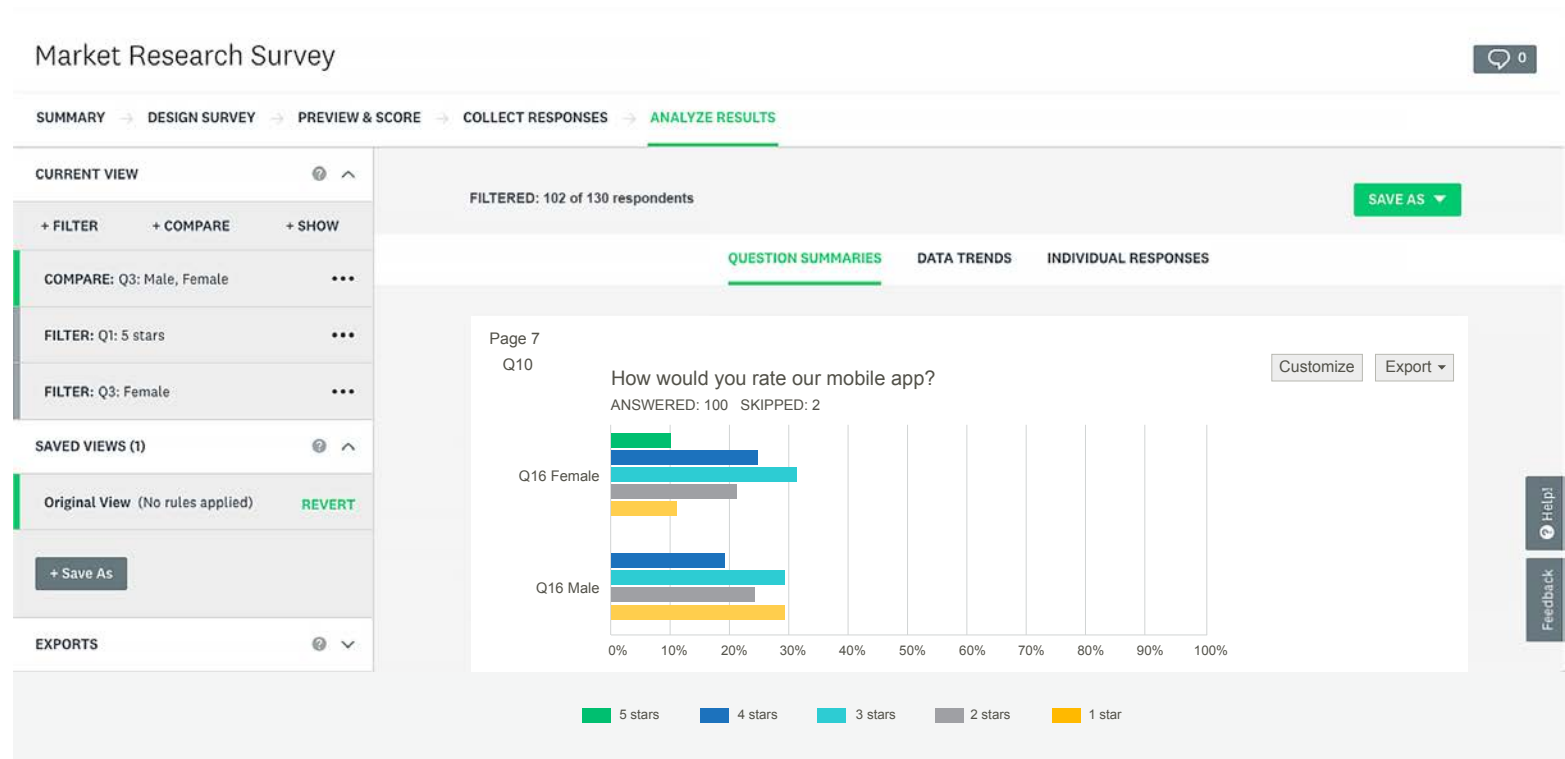 Market Research Survey
0
SUMMARY → DESIGN SURVEY → PREVIEW & SCORE → COLLECT RESPONSES → ANALYZE RESULTS
CURRENT VIEW
+ FILTER + COMPARE + SHOW
COMPARE: Q3: Male, Female
FILTER: Q1: 5 stars
FILTER: Q3: Female
SAVED VIEWS (1)
Original View (No rules applied) REVERT
+ Save As
EXPORTS
FILTERED: 102 of 130 respondents
SAVE AS
QUESTION SUMMARIES DATA TRENDS INDIVIDUAL RESPONSES
Page 7
Q10
How would you rate our mobile app?
Customize Export
ANSWERED: 100 SKIPPED: 2
Q16 Female
Q16 Male
0% 10% 20% 30% 40% 50% 60% 70% 80% 90% 100%
5 stars 4 stars 3 stars 2 stars 1 star
? Help!
Feedback